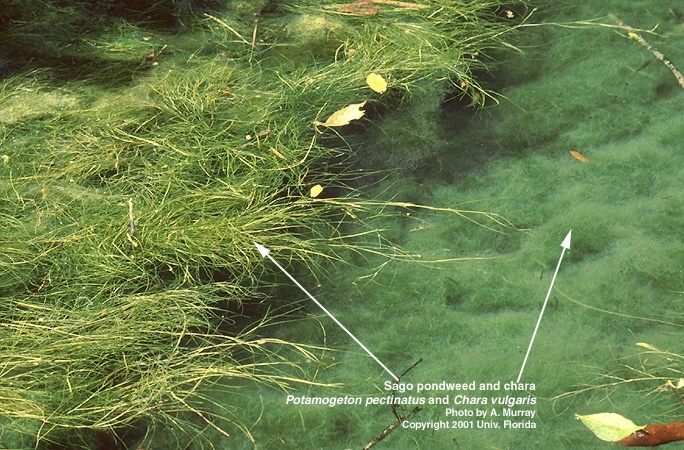 Sago pondweed and chara
Potamogeton pectinatus and Chara vulgaris
Photo by A. Murray
Copyright 2001 Univ. Florida